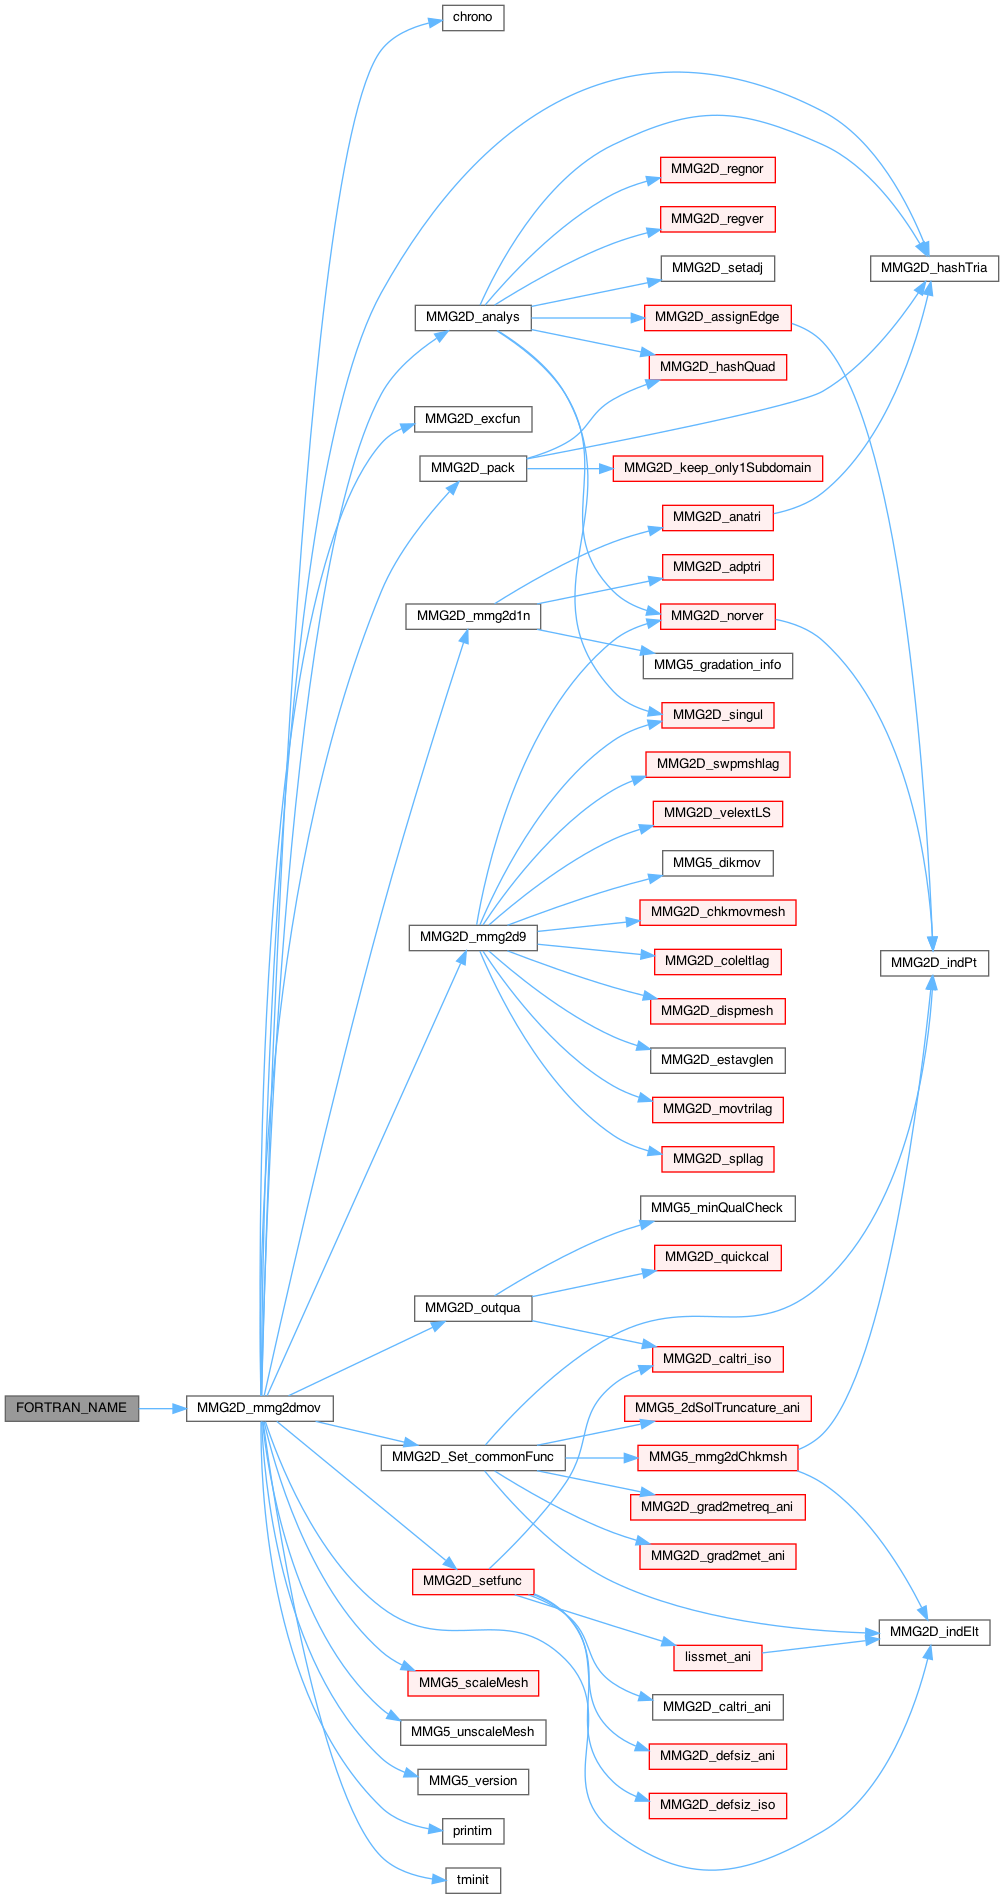 chrono
MMG2D_regnor
MMG2D_regver
MMG2D_setadj
MMG2D_hashTria
MMG2D_analys
MMG2D_assignEdge
MMG2D_hashQuad
MMG2D_excfun
MMG2D_pack
MMG2D_keep_only1Subdomain
MMG2D_anatri
MMG2D_adptri
MMG2D_mmg2d1n
MMG2D_norver
MMG5_gradation_info
MMG2D_singul
MMG2D_swpmshlag
MMG2D_velextLS
MMG5_dikmov
MMG2D_chkmovmesh
MMG2D_mmg2d9
MMG2D_coleltlag
MMG2D_indPt
MMG2D_dispmesh
MMG2D_estavglen
MMG2D_movtrilag
MMG2D_spllag
MMG5_minQualCheck
MMG2D_quickcal
MMG2D_outqua
MMG2D_caltri_iso
FORTRAN_NAME
MMG2D_mmg2dmov
MMG5_2dSolTruncature_ani
MMG2D_Set_commonFunc
MMG5_mmg2dChkmsh
MMG2D_grad2metreq_ani
MMG2D_grad2met_ani
MMG2D_setfunc
MMG2D_indElt
lissmet_ani
MMG5_scaleMesh
MMG2D_caltri_ani
MMG5_unscaleMesh
MMG2D_defsiz_ani
MMG5_version
MMG2D_defsiz_iso
printim
tminit